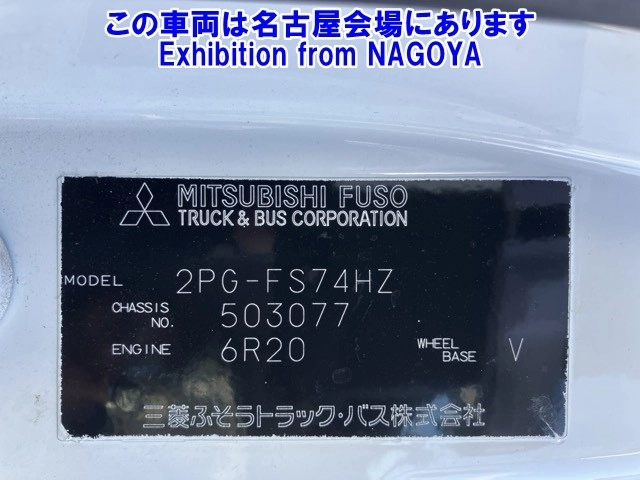 この車両は名古屋会場にあります
Exhibition from NAGOYA
MITSUBISHI FUSO
TRUCK & BUS CORPORATION
MODEL 2PG-FS74HZ
CHASSIS NO. 503077
ENGINE 6R20 WHEEL BASE V
三菱ふそうトラック・バス株式会社